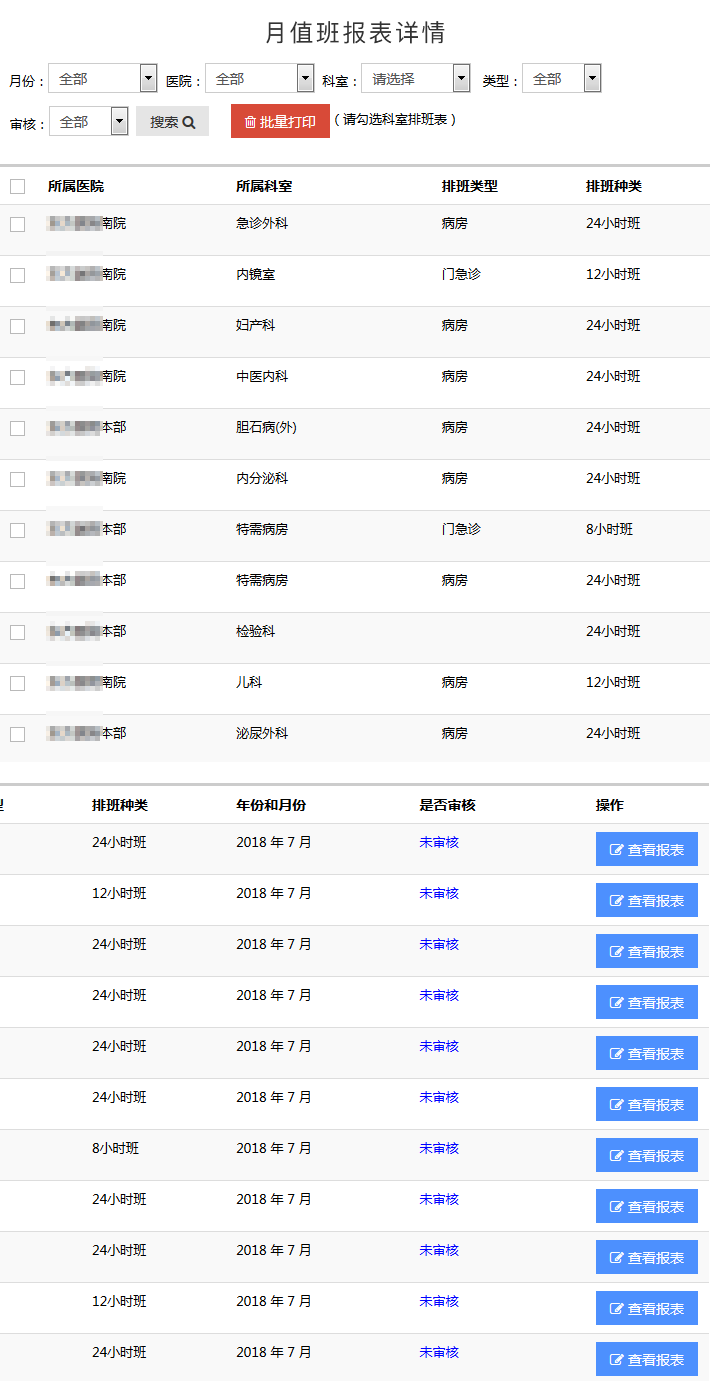 月值班报表详情
月份： 全部 医院： 全部 科室： 请选择 类型： 全部
审核： 全部 搜索 批量打印 ( 请勾选科室排班表 )
所属医院 所属科室 排班类型 排班种类
南院 急诊外科 病房 24小时班
南院 内镜室 门急诊 12小时班
南院 妇产科 病房 24小时班
南院 中医内科 病房 24小时班
本部 胆石病(外) 病房 24小时班
南院 内分泌科 病房 24小时班
本部 特需病房 门急诊 8小时班
本部 特需病房 病房 24小时班
本部 检验科 24小时班
南院 儿科 病房 12小时班
本部 泌尿外科 病房 24小时班
排班种类 年份和月份 是否审核 操作
24小时班 2018 年 7 月 未审核 查看报表
12小时班 2018 年 7 月 未审核 查看报表
24小时班 2018 年 7 月 未审核 查看报表
24小时班 2018 年 7 月 未审核 查看报表
24小时班 2018 年 7 月 未审核 查看报表
24小时班 2018 年 7 月 未审核 查看报表
8小时班 2018 年 7 月 未审核 查看报表
24小时班 2018 年 7 月 未审核 查看报表
24小时班 2018 年 7 月 未审核 查看报表
12小时班 2018 年 7 月 未审核 查看报表
24小时班 2018 年 7 月 未审核 查看报表